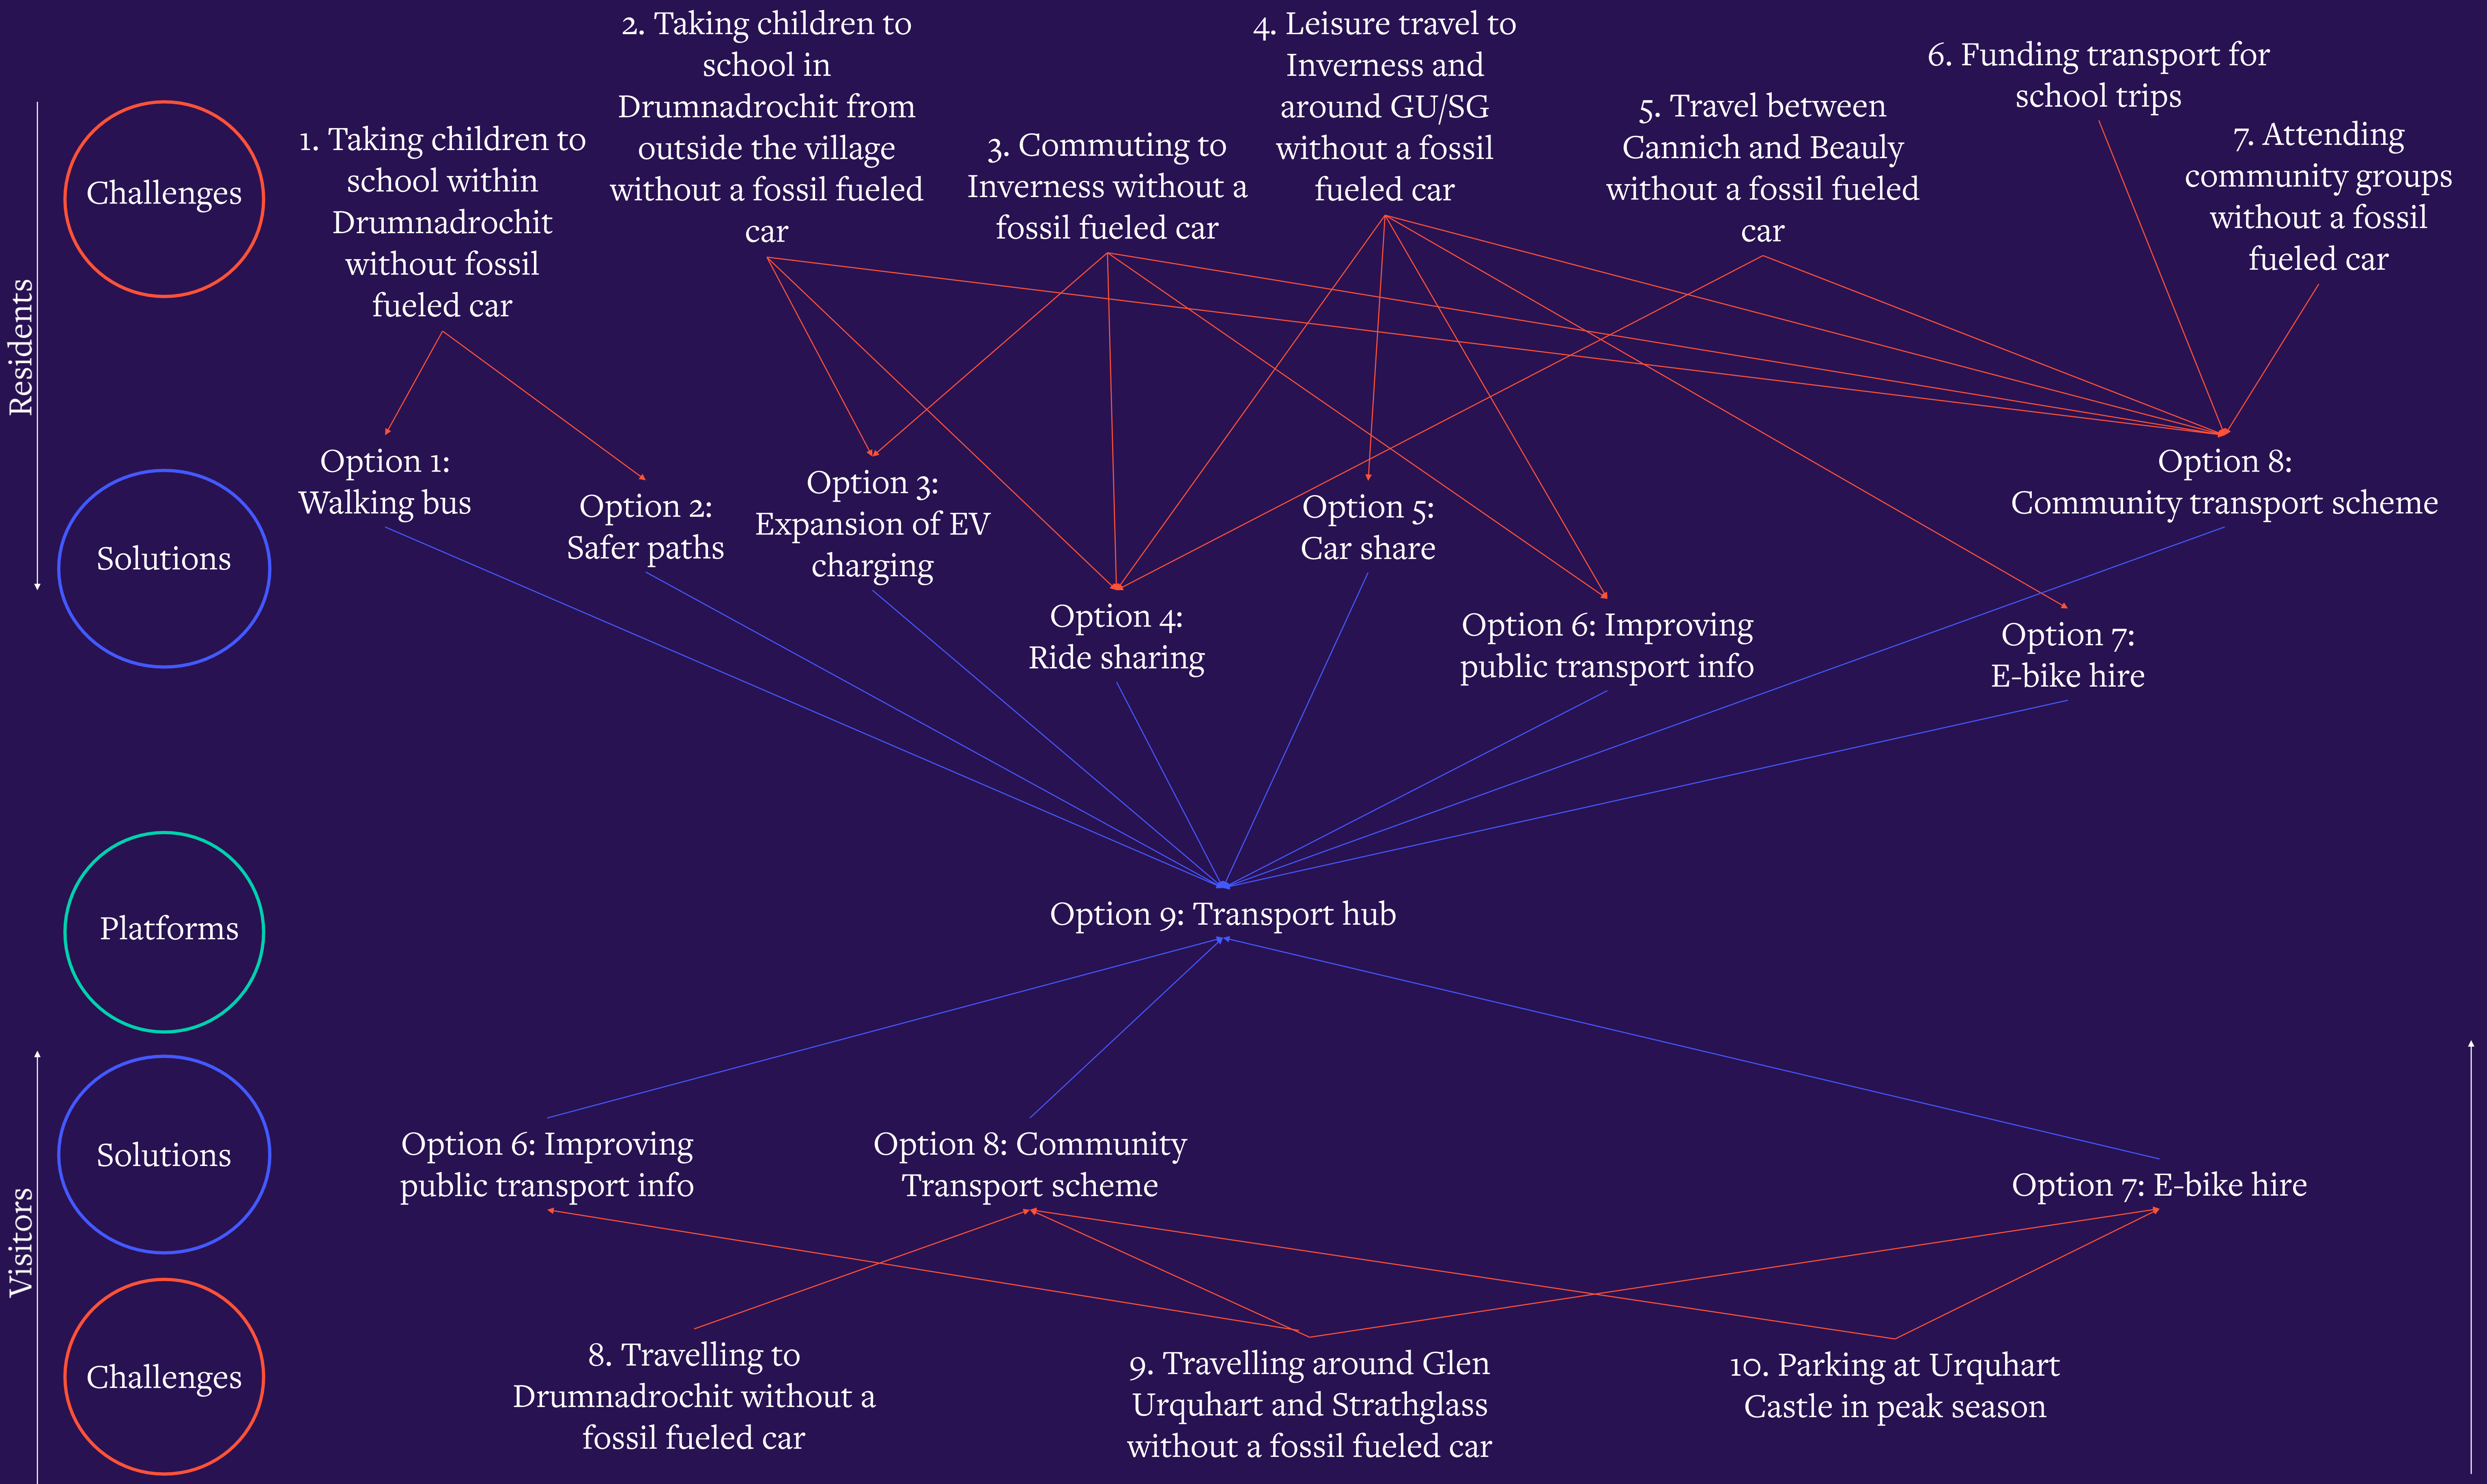 Residents
Challenges
1. Taking children to
school within
Drumnadrochit
without fossil
fueled car
2. Taking children to
school in
Drumnadrochit from
outside the village
without a fossil fueled
car
3. Commuting to
Inverness without a
fossil fueled car
4. Leisure travel to
Inverness and
around GU/SG
without a fossil
fueled car
5. Travel between
Cannich and Beauly
without a fossil fueled
car
6. Funding transport for
school trips
7. Attending
community groups
without a fossil
fueled car
Solutions
Option 1:
Walking bus
Option 2:
Safer paths
Option 3:
Expansion of EV
charging
Option 4:
Ride sharing
Option 5:
Car share
Option 6: Improving
public transport info
Option 7:
E-bike hire
Option 8:
Community transport scheme
Platforms
Option 9: Transport hub
Visitors
Solutions
Option 6: Improving
public transport info
Option 8: Community
Transport scheme
Option 7: E-bike hire
Challenges
8. Travelling to
Drumnadrochit without a
fossil fueled car
9. Travelling around Glen
Urquhart and Strathglass
without a fossil fueled car
10. Parking at Urquhart
Castle in peak season